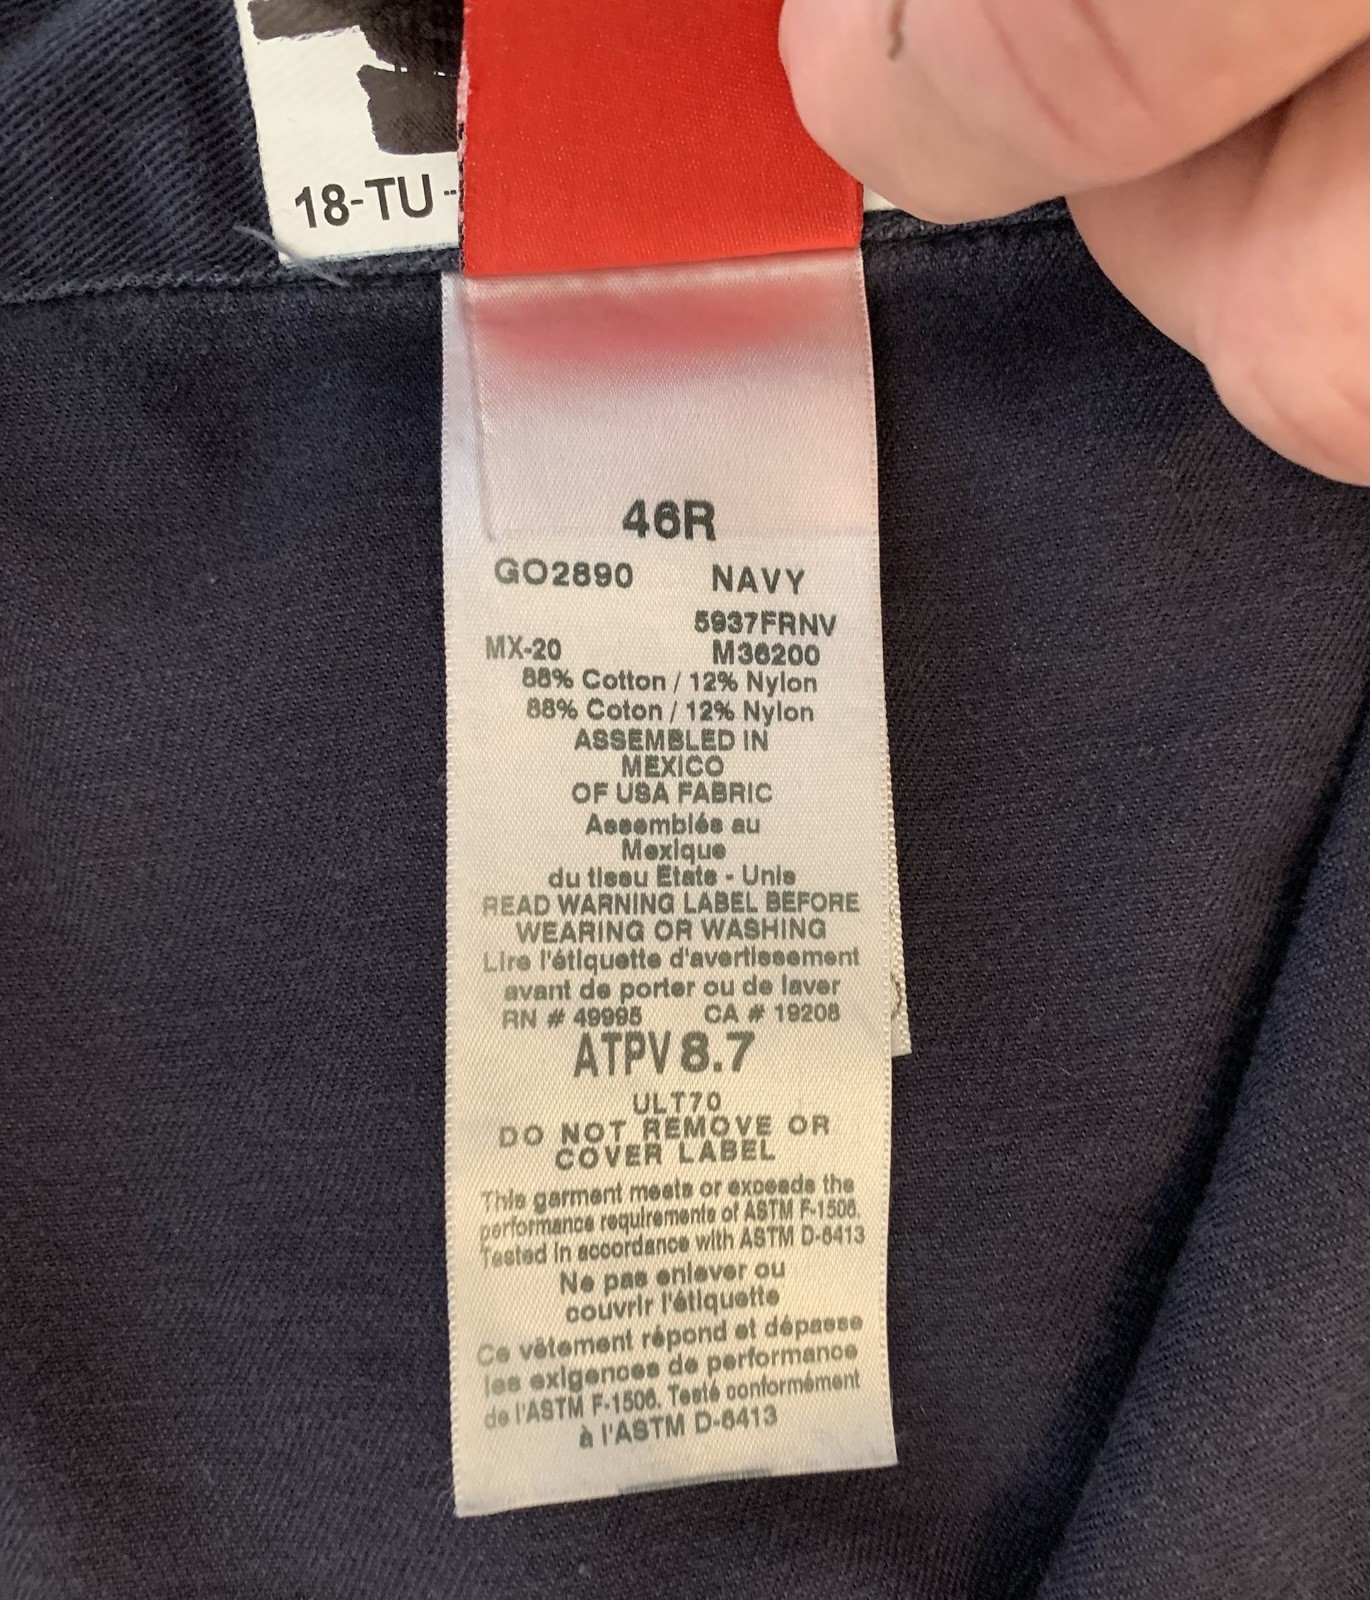 18-TU-
46R
GO2890 NAVY
5937FRNV
MX-20 M36200
88% Cotton / 12% Nylon
88% Coton / 12% Nylon
ASSEMBLED IN
MEXICO
OF USA FABRIC
Assemblés au
Mexique
du tissu Etats - Unis
READ WARNING LABEL BEFORE
WEARING OR WASHING
Lire l'étiquette d'avertissement
avant de porter ou de laver
RN # 49995 CA # 19208
ATPV 8.7
ULT70
DO NOT REMOVE OR
COVER LABEL
This garment meets or exceeds the
performance requirements of ASTM F-1506.
Tested in accordance with ASTM D-6413
Ne pas enlever ou
couvrir l'étiquette
Ce vêtement répond et dépasse
les exigences de performance
de l'ASTM F-1506. Testé conformément
à l'ASTM D-6413